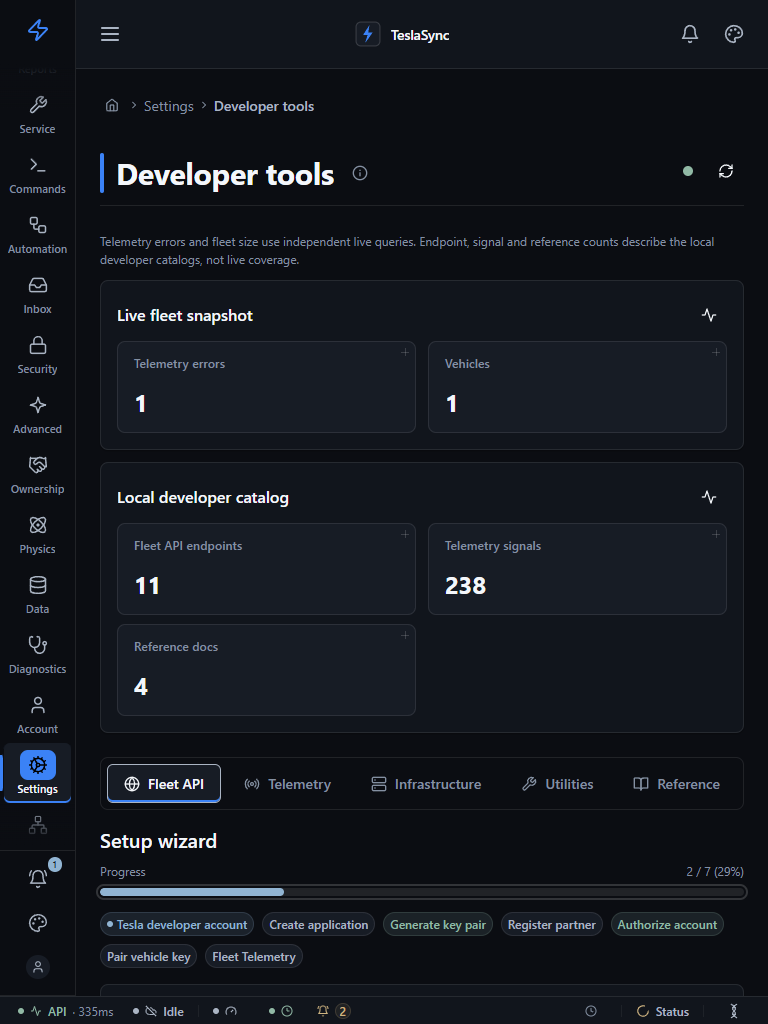 TeslaSync
Reports
Service
Commands
Automation
Inbox
Security
Advanced
Ownership
Physics
Data
Diagnostics
Account
Settings
1
Settings
Developer tools
Developer tools
Telemetry errors and fleet size use independent live queries. Endpoint, signal and reference counts describe the local
developer catalogs, not live coverage.
Live fleet snapshot
Telemetry errors
1
Vehicles
1
Local developer catalog
Fleet API endpoints
11
Telemetry signals
238
Reference docs
4
Fleet API
Telemetry
Infrastructure
Utilities
Reference
Setup wizard
Progress
2 / 7 (29%)
Tesla developer account
Create application
Generate key pair
Register partner
Authorize account
Pair vehicle key
Fleet Telemetry
API · 335ms
Idle
2
Status